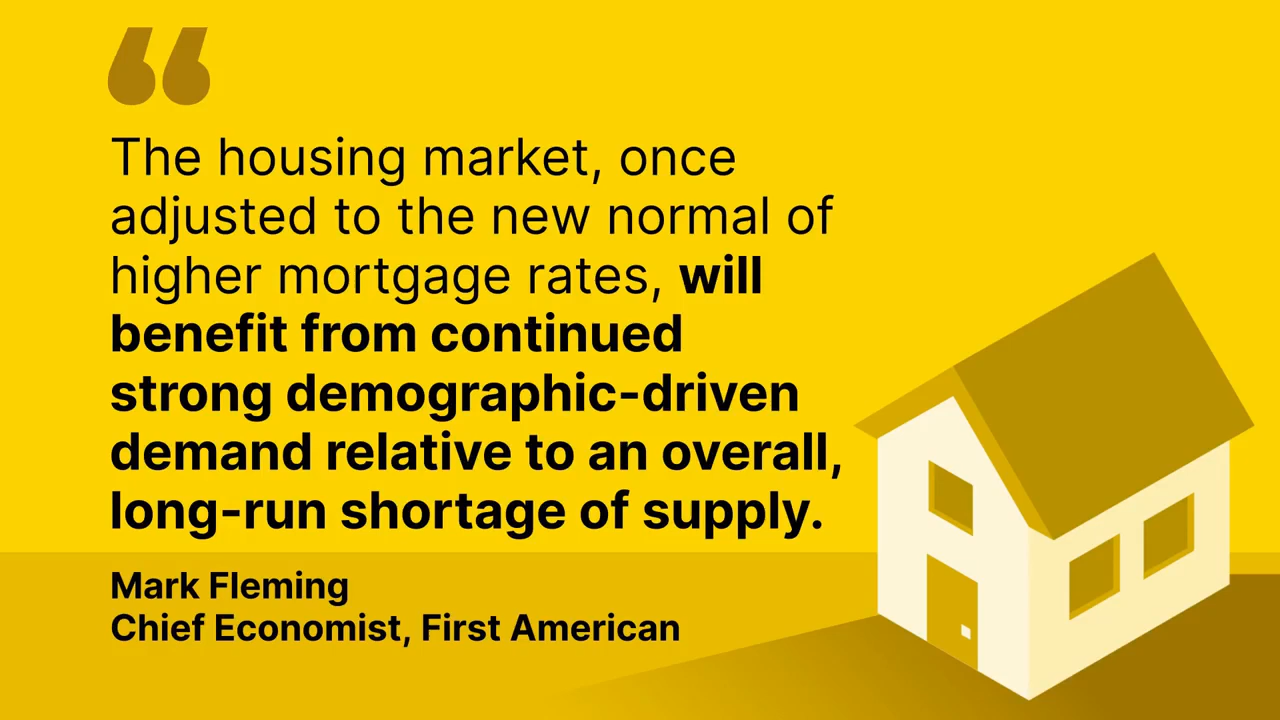 “
The housing market, once
adjusted to the new normal of
higher mortgage rates, will
benefit from continued
strong demographic-driven
demand relative to an overall,
long-run shortage of supply.
Mark Fleming
Chief Economist, First American